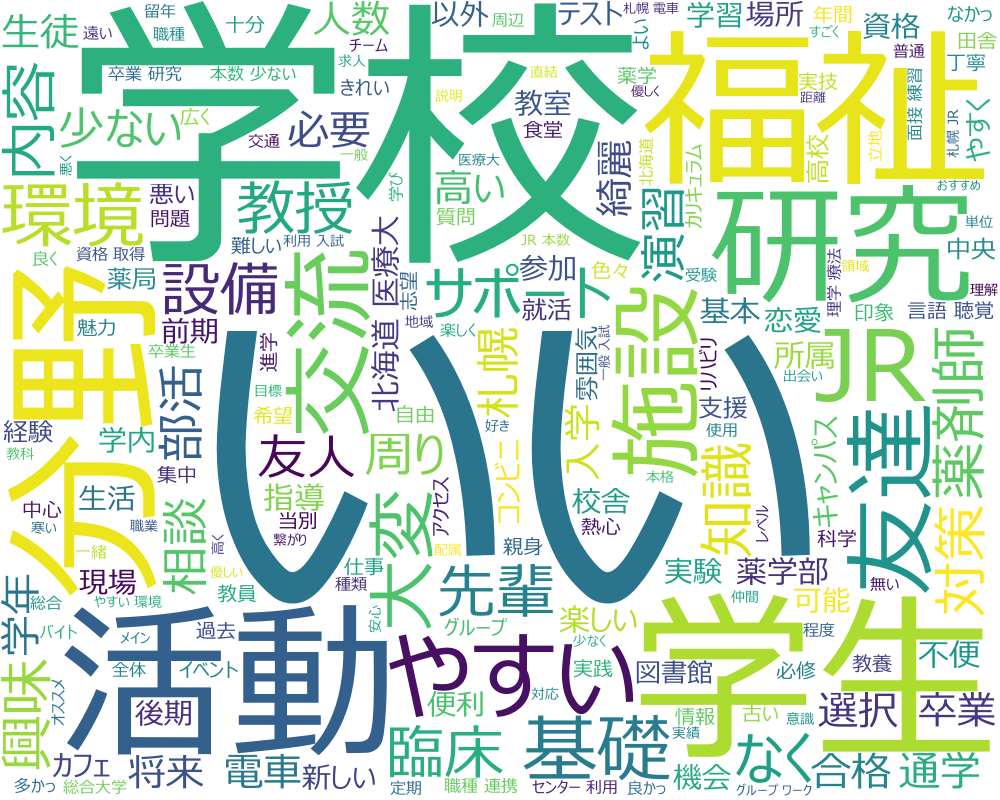 生徒
留年
遠い
職種
十分
人数
周辺
以外
テスト
札幌 電車
学習
場所
年間
資格
なかっ
田舎
丁寧
卒業 研究
本数 少ない
チーム
求人
きれい
よい
すごく
普通
学校
福祉
内容
少ない
広く
必要
交通
一般
説明
直結
教室
食堂
薬学
優しく
実技
距離
立地
高校
やすく
面接 練習
札幌 JR
北海道
悪く
環境
悪い
問題
教授
高い
学び
質問
医療大
綺麗
演習
カリキュラム
研究
おすすめ
単位
中央
良く
資格 取得
薬局
難しい
利用 入試
設備
医療大
志望
JR 本数
サポート
参加
色々
受験
就活
基本
理学 療法
領域
印象
理解
言語 聴覚
魅力
前期
交流
北海道
地域
楽しく
札幌
雰囲気
一般 入試
施設
リハビリ
恋愛
所属
出会い
JR
薬剤師
分野
卒業生
部活
進学
目標
希望
自由
好き
コンビニ
入学
支援
使用
友達
キャンパス
経験
教科
学内
集中
友人
周り
いい
中心
寒い
職業
生活
相談
指導
当別
繋がり
大変
アクセス
配属
校舎
熱心
本格
知識
レベル
科学
対策
一緒
現場
高く
優しい
教員
仕事
種類
親身
先輩
実験
薬学部
無い
学年
総合
やすい 環境
バイト
メイン
過去
安心
グループ
楽しい
少なく
仲間
可能
程度
興味
オススメ
全体
イベント
活動
やすい
便利
実践
対応
図書館
学生
必修
教養
不便
後期
カフェ
将来
電車
新しい
臨床
基礎
情報
実績
古い
意識
選択
卒業
多かっ
総合大学
定期
職種 連携
センター 利用
良かっ
機会
なく
グループ ワーク
合格
通学